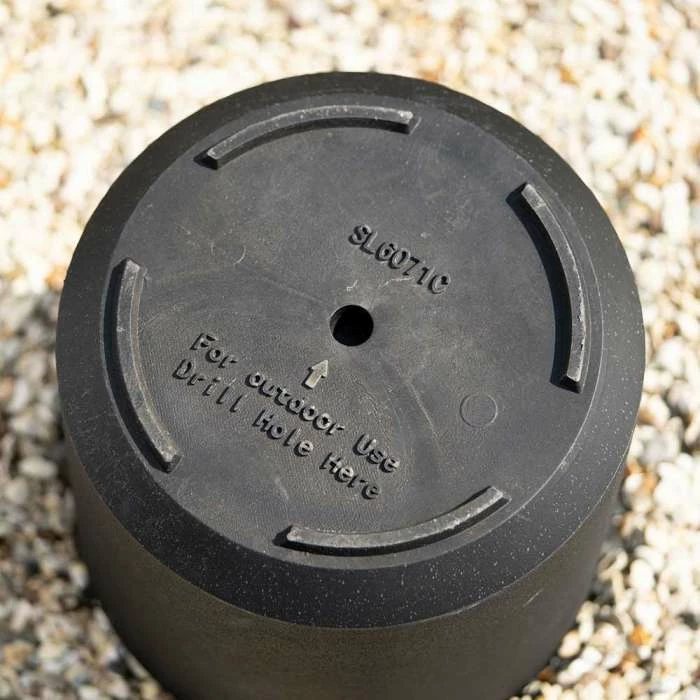 SL6071C
For outdoor Use
Drill Hole Here